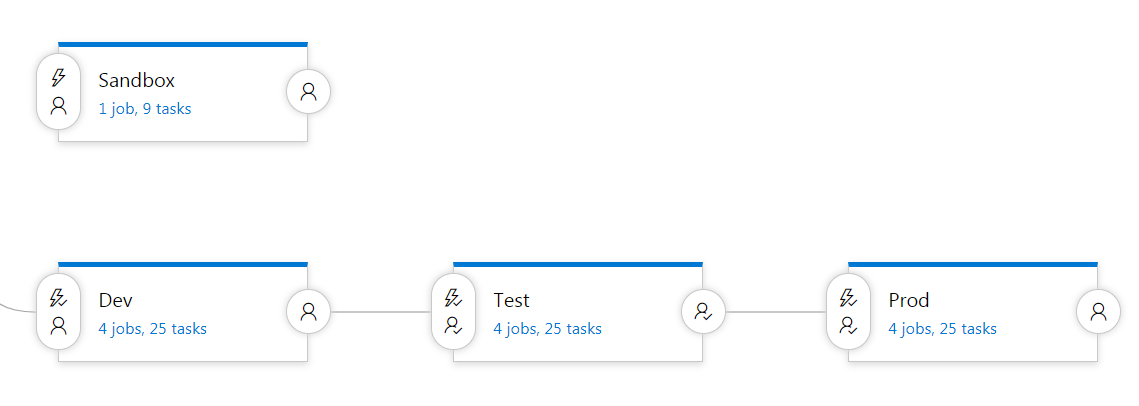 Sandbox
1 job, 9 tasks
Dev
4 jobs, 25 tasks
Test
4 jobs, 25 tasks
Prod
4 jobs, 25 tasks